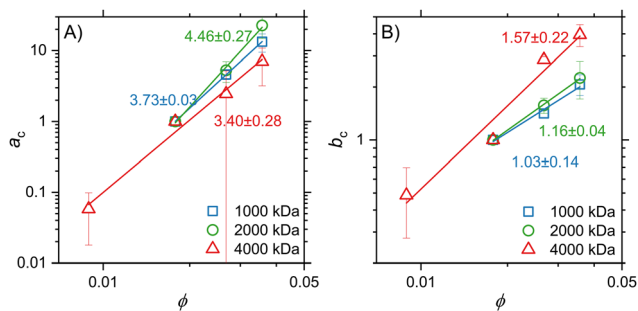 A)
4.46±0.27
3.73±0.03
3.40±0.28
10
1
0.1
0.01
a_c
1000 kDa
2000 kDa
4000 kDa
0.01
0.05
ϕ
B)
1.57±0.22
1.16±0.04
1.03±0.14
1
b_c
1000 kDa
2000 kDa
4000 kDa
0.01
0.05
ϕ